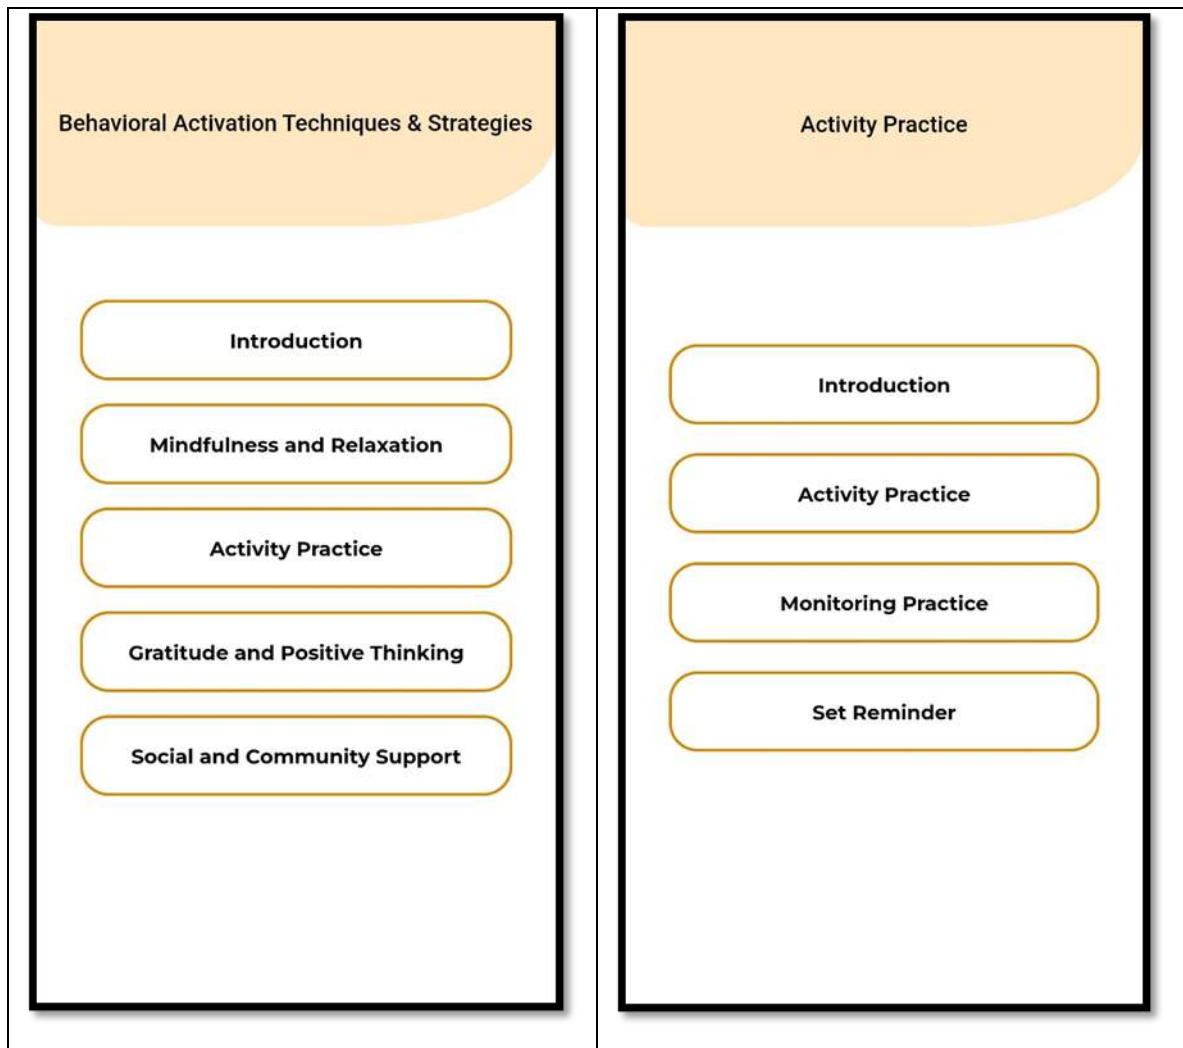 Behavioral Activation Techniques & Strategies
Introduction
Mindfulness and Relaxation
Activity Practice
Gratitude and Positive Thinking
Social and Community Support
Activity Practice
Introduction
Activity Practice
Monitoring Practice
Set Reminder